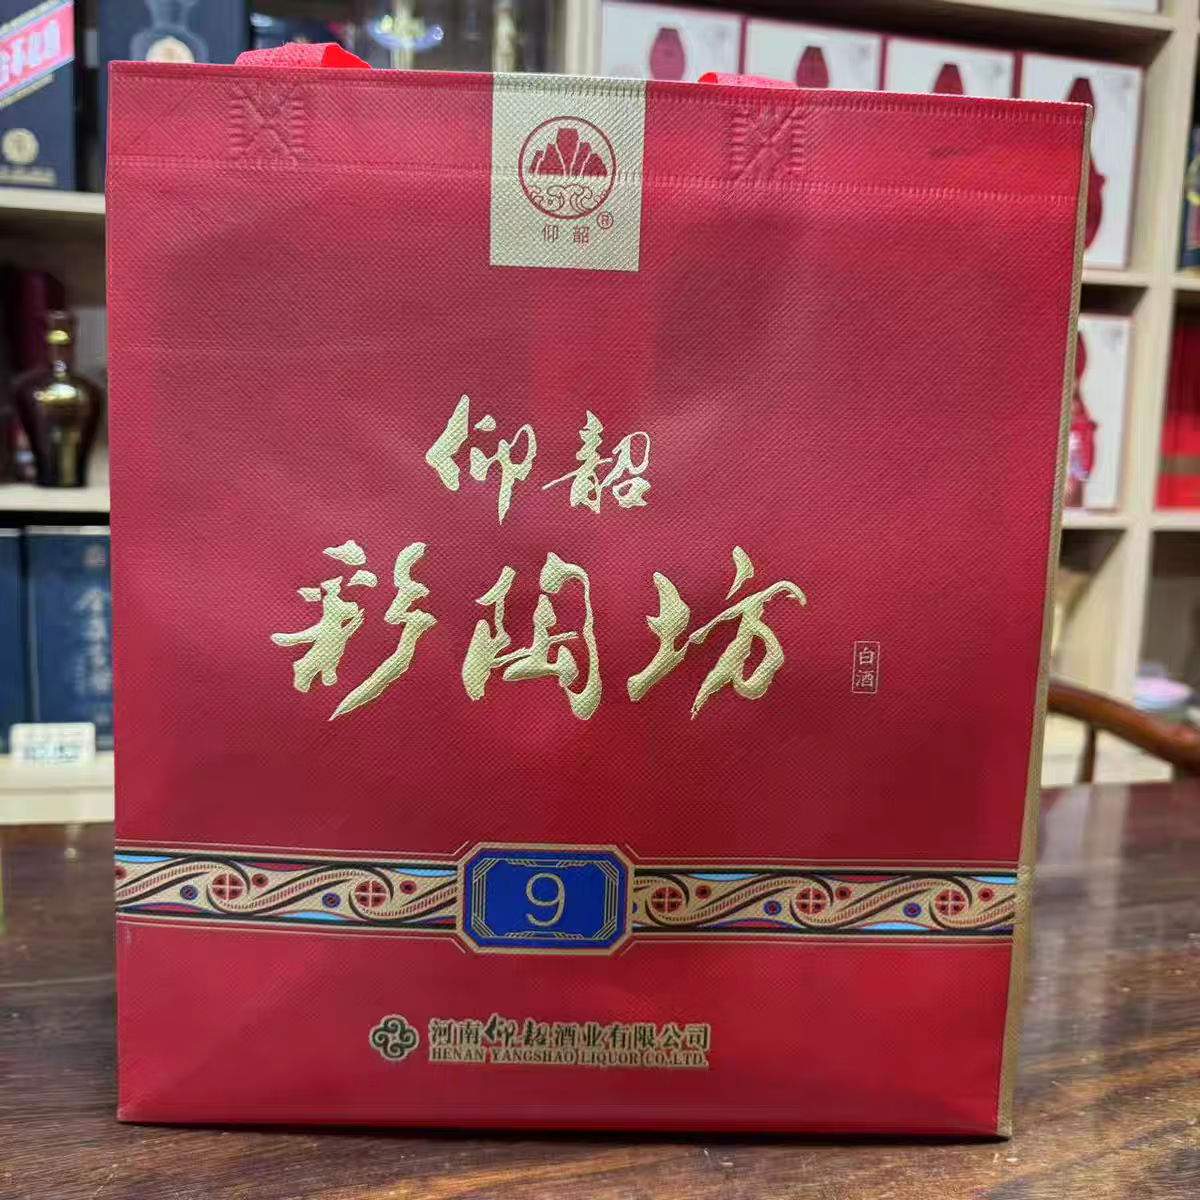 仰韶
®
仰韶
彩陶坊
白酒
9
河南仰韶酒业有限公司
HENAN YANGSHAO LIQUOR CO.,LTD.